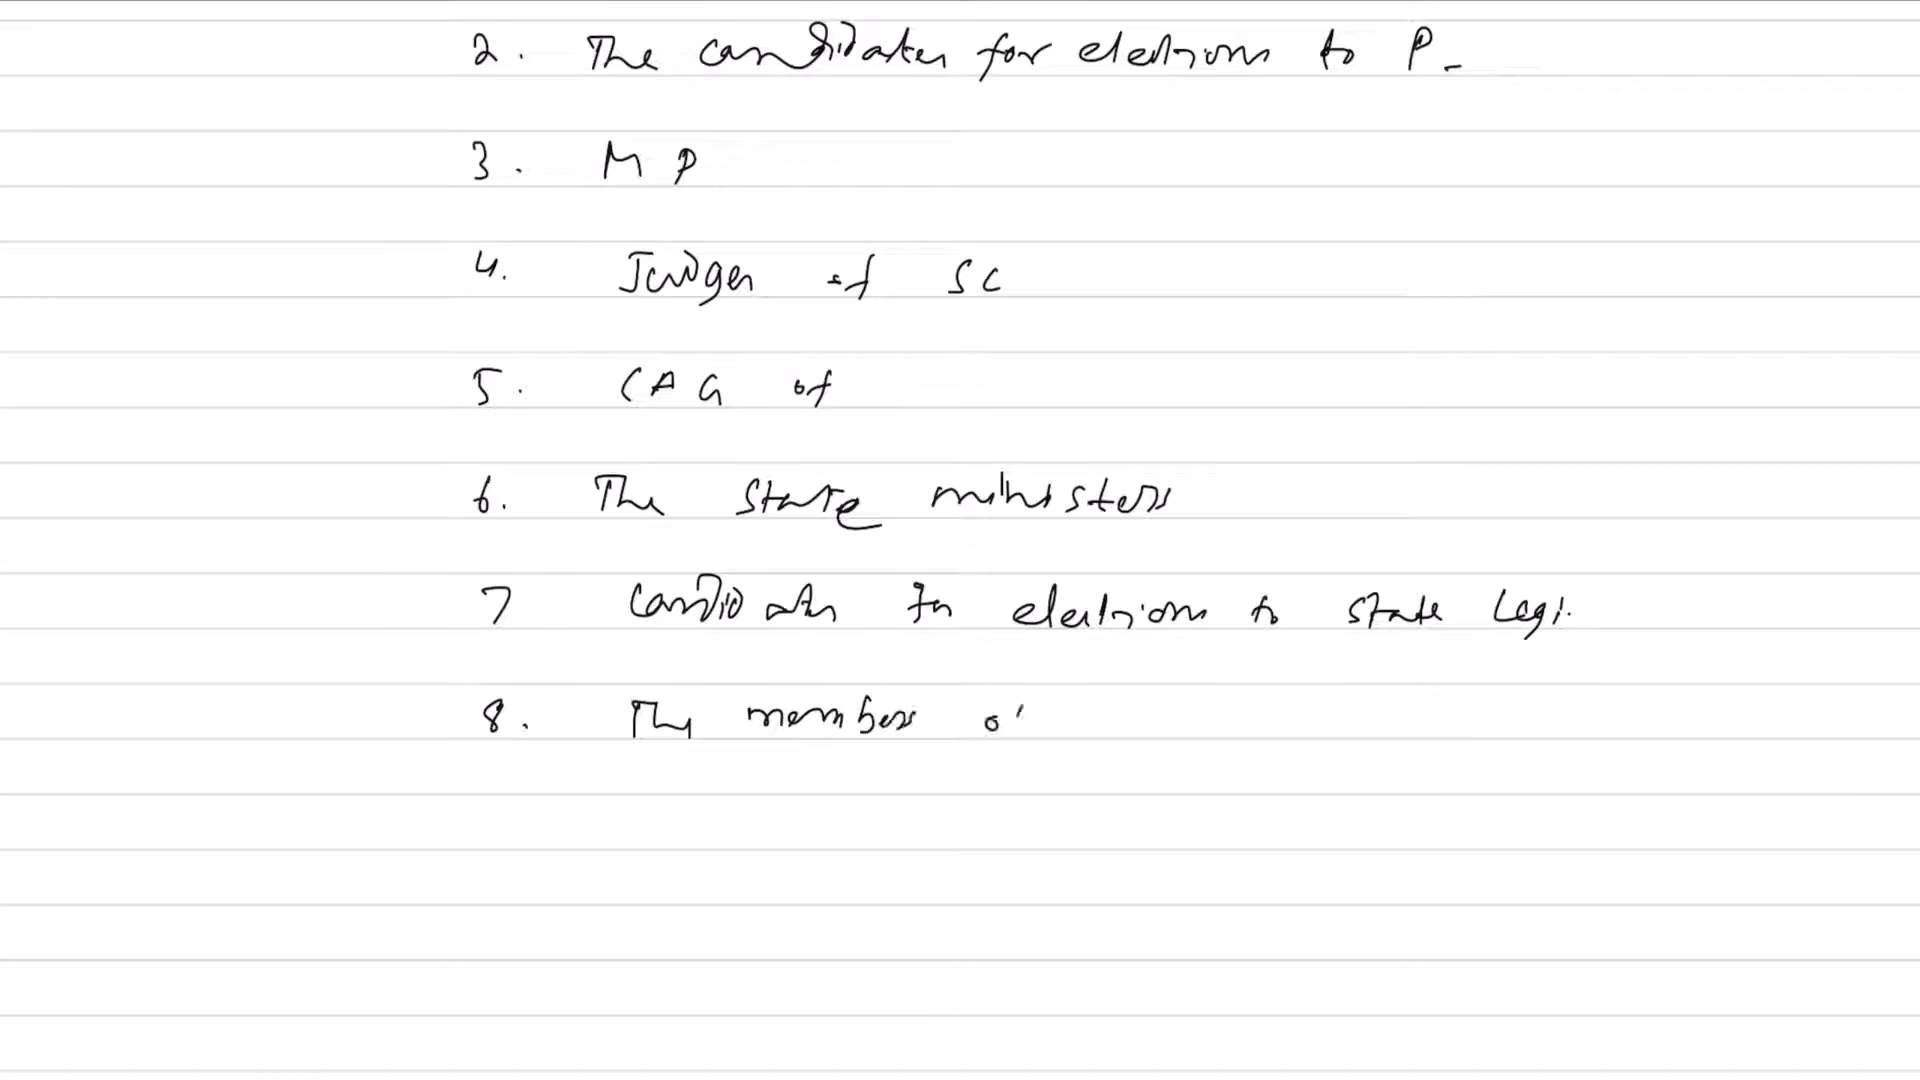 2. The candidates for elections to P.
3. MP
4. Judges of SC
5. CAG of
6. The state ministers
7 Candidates for elections to state Legi.
8. The members o'